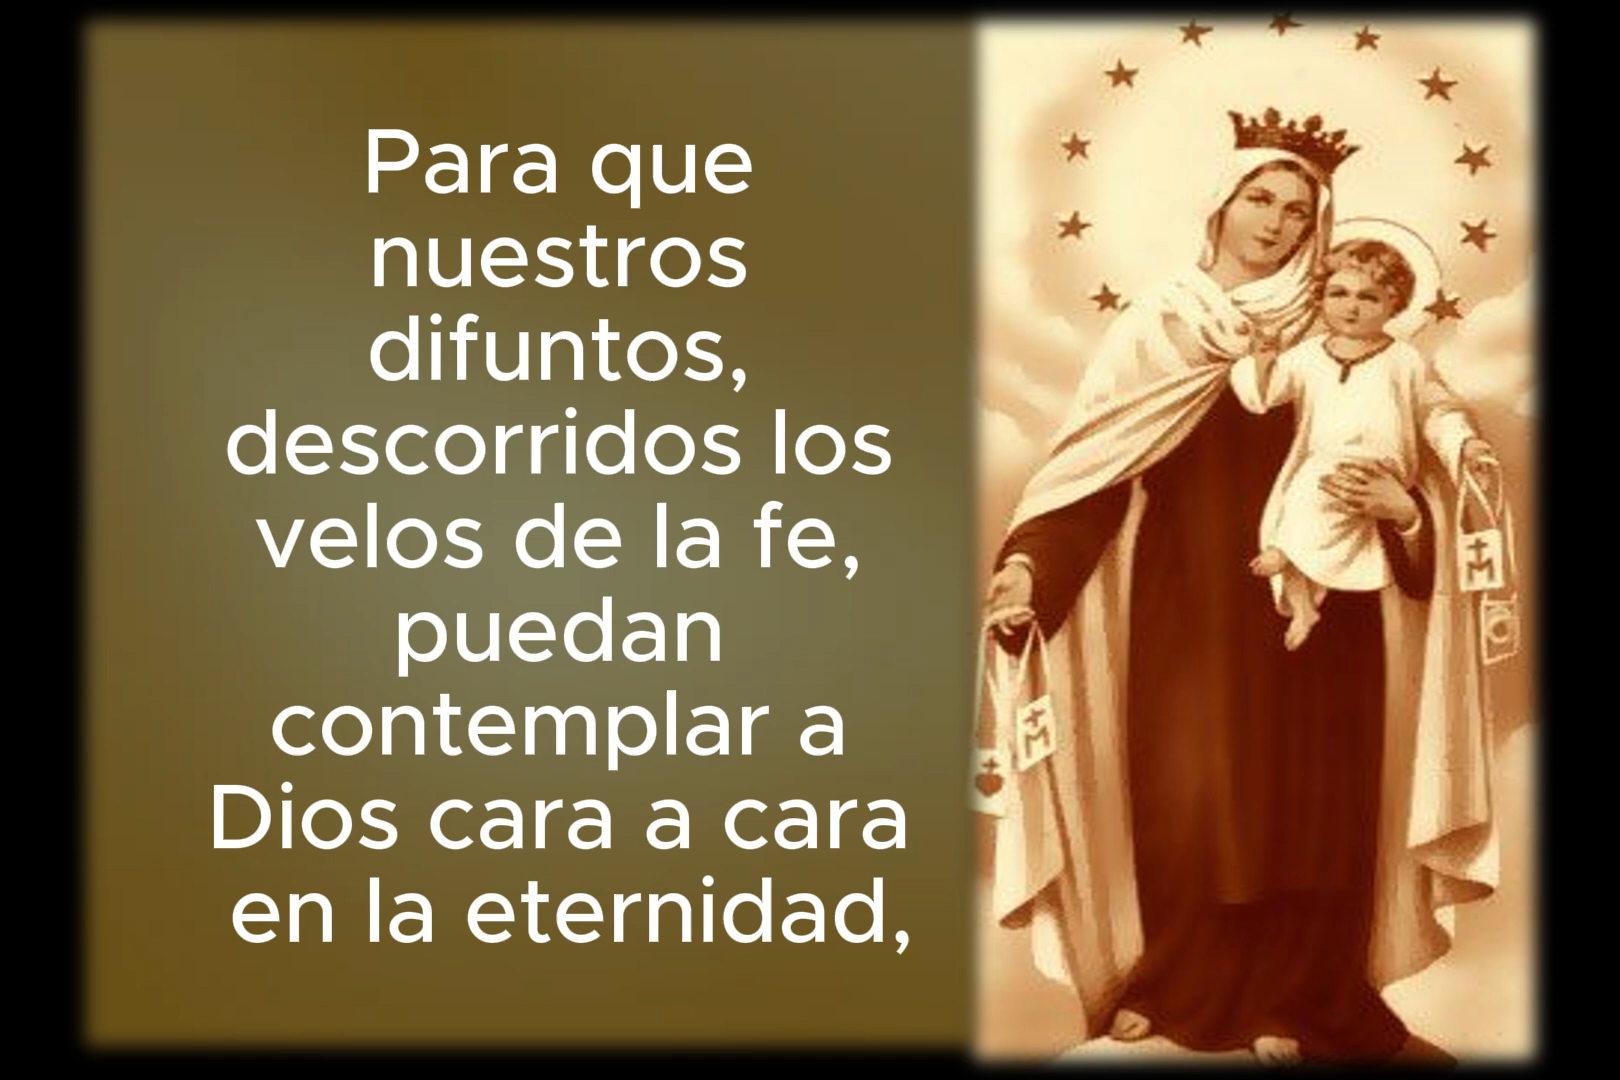 Para que
nuestros
difuntos,
descorridos los
velos de la fe,
puedan
contemplar a
Dios cara a cara
en la eternidad,
M
M